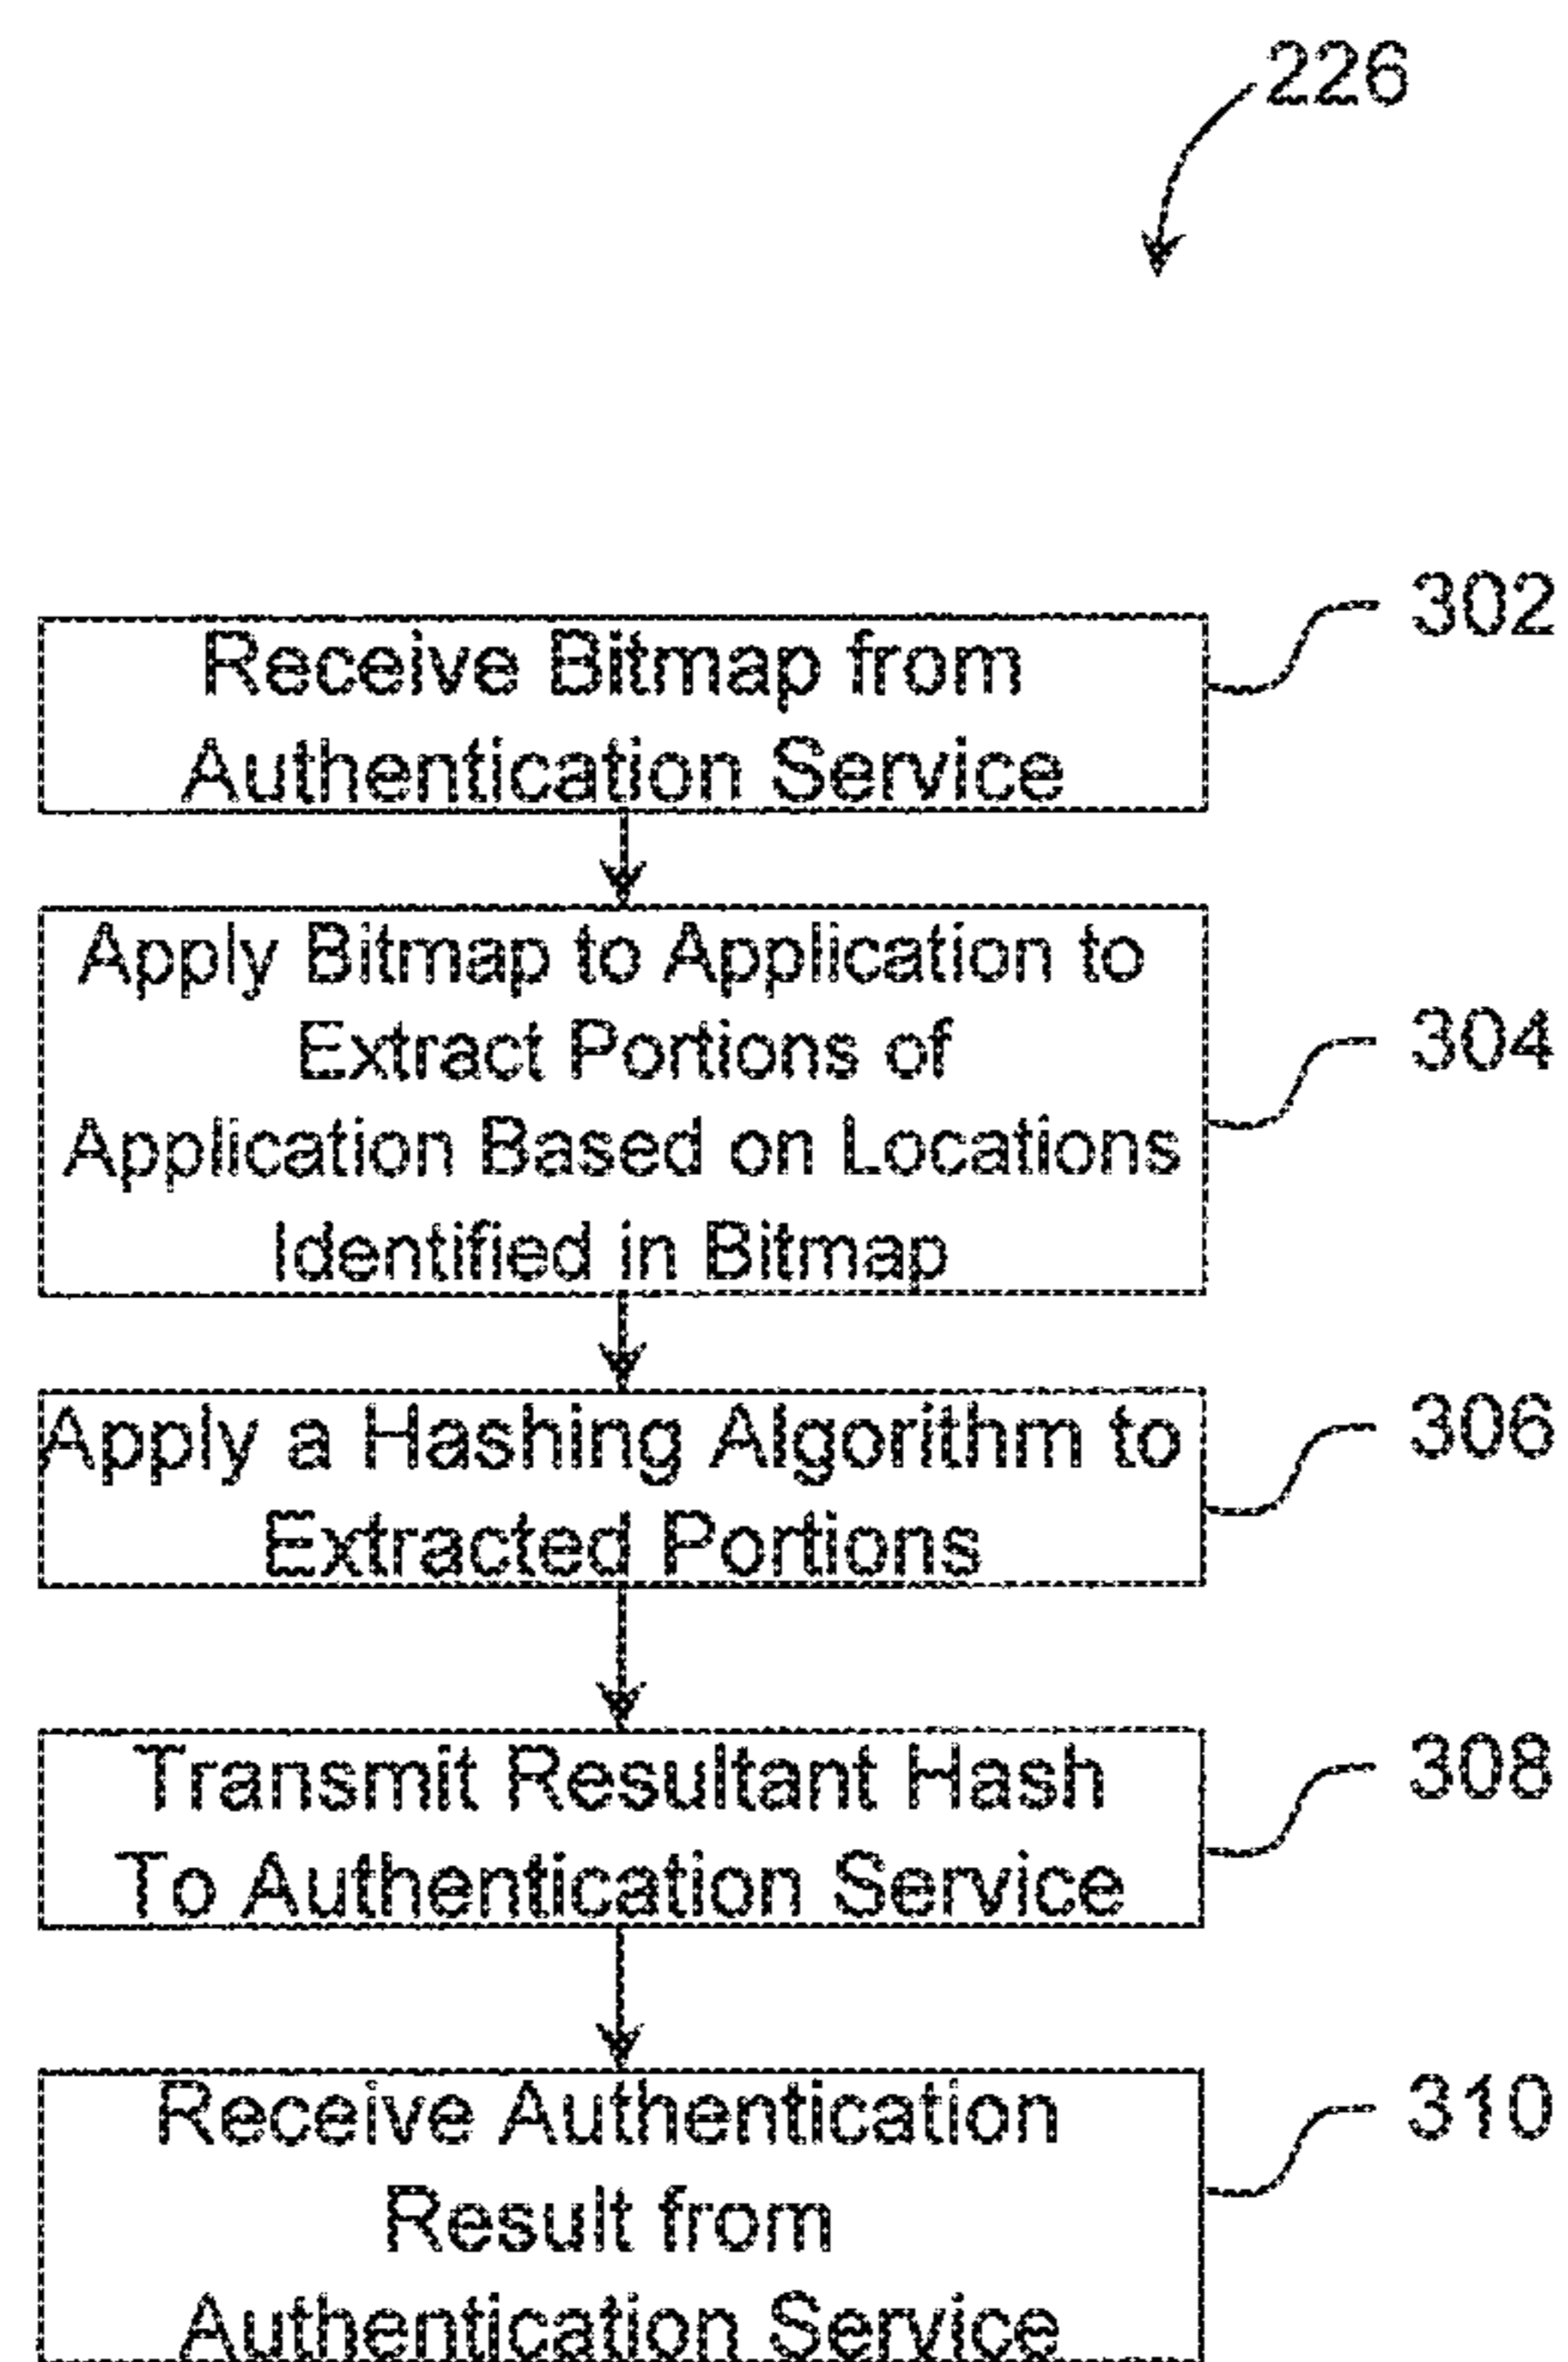 226
302
Receive Bitmap from
Authentication Service
Apply Bitmap to Application to
Extract Portions of
Application Based on Locations
Identified in Bitmap
304
Apply a Hashing Algorithm to
Extracted Portions
306
Transmit Resultant Hash
To Authentication Service
308
Receive Authentication
Result from
Authentication Service
310